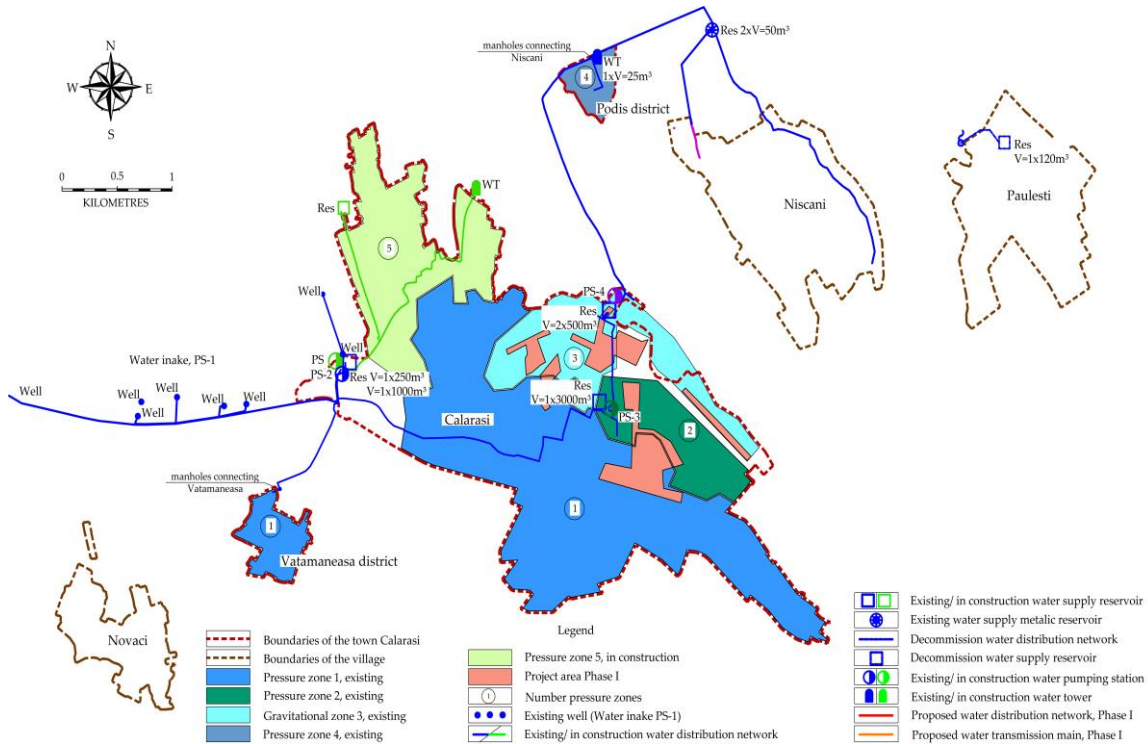 N
W E
S
0 1
KILOMETRES
manholes connecting
Niscani
WT
1xV=25m³
4
Podis district
Res 2xV=50m³
Niscani
Res
V=1x120m³
Paulesti
Res
WT
5
Well
PS-4
Res
V=2x500m³
3
Water inake, PS-1
PS
Well
PS-2
Res V=1x250m³
V=1x1000m³
Res
V=1x3000m³
PS-3
2
Well
Well
Well
Well
Well
Well
Calarasi
manholes connecting
Vatamaneasa
1
1
Vatamaneasa district
Novaci
Legend
Boundaries of the town Calarasi
Boundaries of the village
Pressure zone 1, existing
Pressure zone 2, existing
Gravitational zone 3, existing
Pressure zone 4, existing
Pressure zone 5, in construction
Project area Phase I
1 Number pressure zones
Existing well (Water inake PS-1)
Existing/ in construction water distribution network
Existing/ in construction water supply reservoir
Existing water supply metalic reservoir
Decommission water distribution network
Decommission water supply reservoir
Existing/ in construction water pumping station
Existing/ in construction water tower
Proposed water distribution network, Phase I
Proposed water transmission main, Phase I